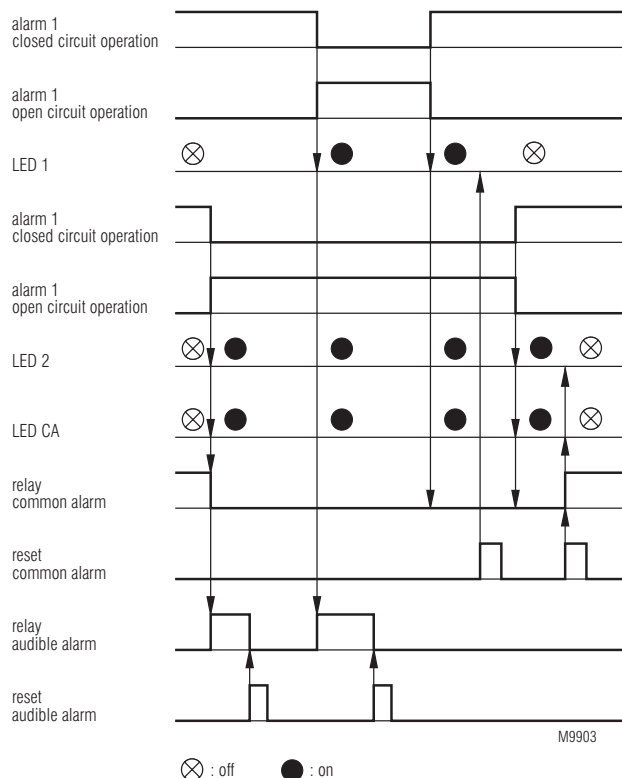 alarm 1
closed circuit operation
alarm 1
open circuit operation
LED 1
alarm 1
closed circuit operation
alarm 1
open circuit operation
LED 2
LED CA
relay
common alarm
reset
common alarm
relay
audible alarm
reset
audible alarm
M9903
: off : on